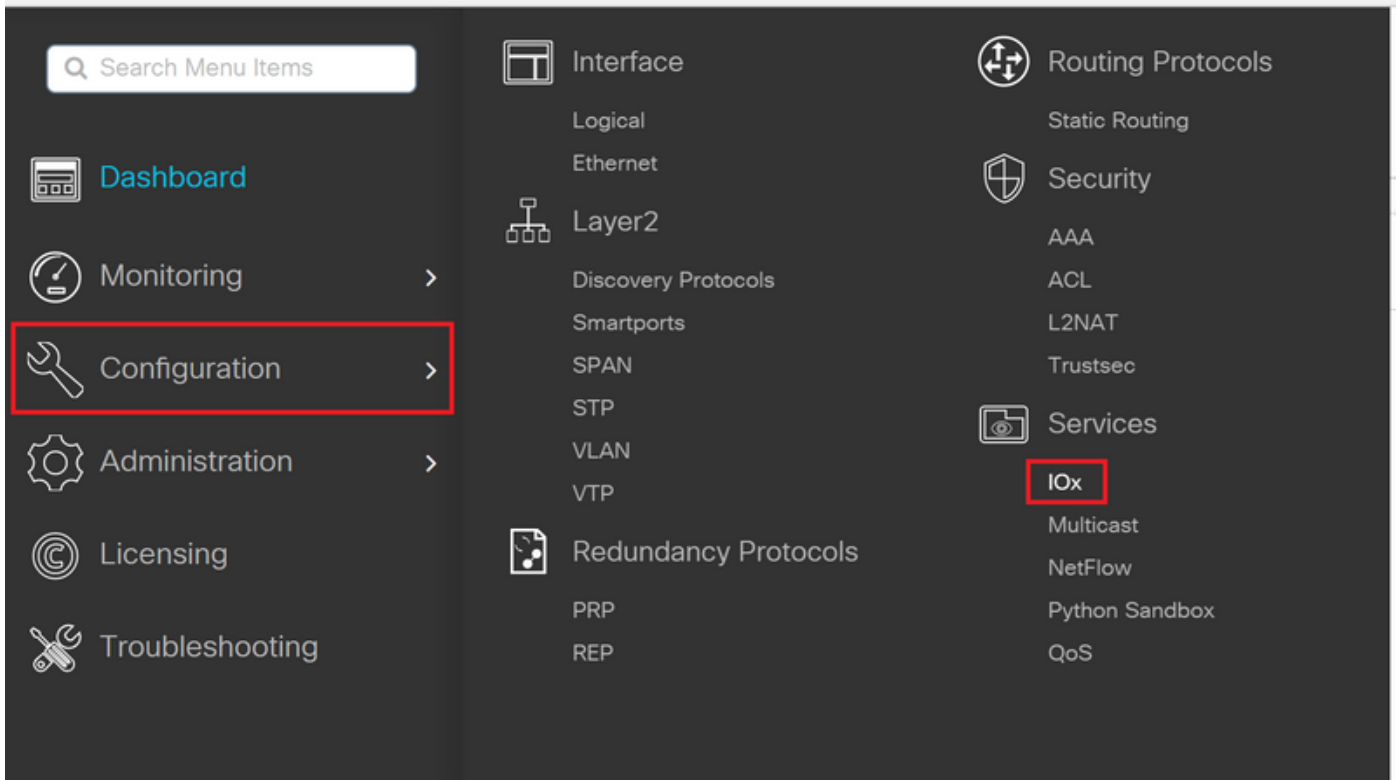 Search Menu Items
Dashboard
Monitoring
Configuration
Administration
Licensing
Troubleshooting
Interface
Logical
Ethernet
Layer2
Discovery Protocols
Smartports
SPAN
STP
VLAN
VTP
Redundancy Protocols
PRP
REP
Routing Protocols
Static Routing
Security
AAA
ACL
L2NAT
Trustsec
Services
IOx
Multicast
NetFlow
Python Sandbox
QoS